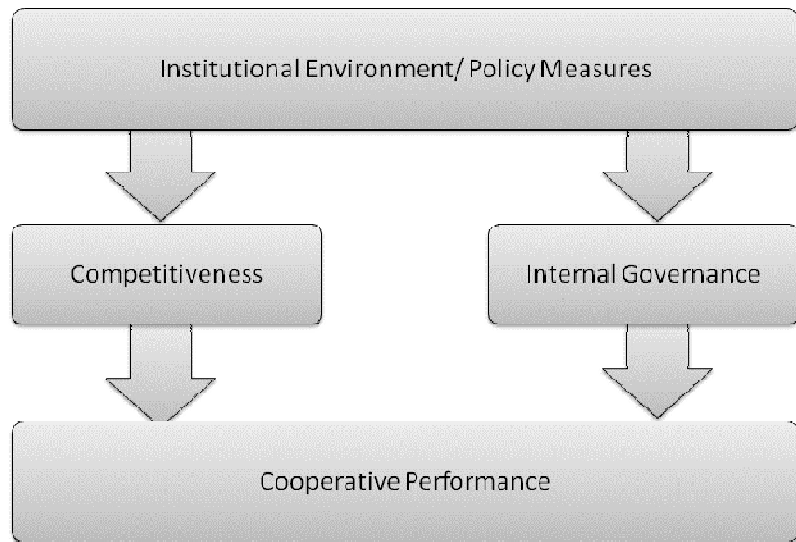 Institutional Environment/ Policy Measures
Competitiveness
Internal Governance
Cooperative Performance